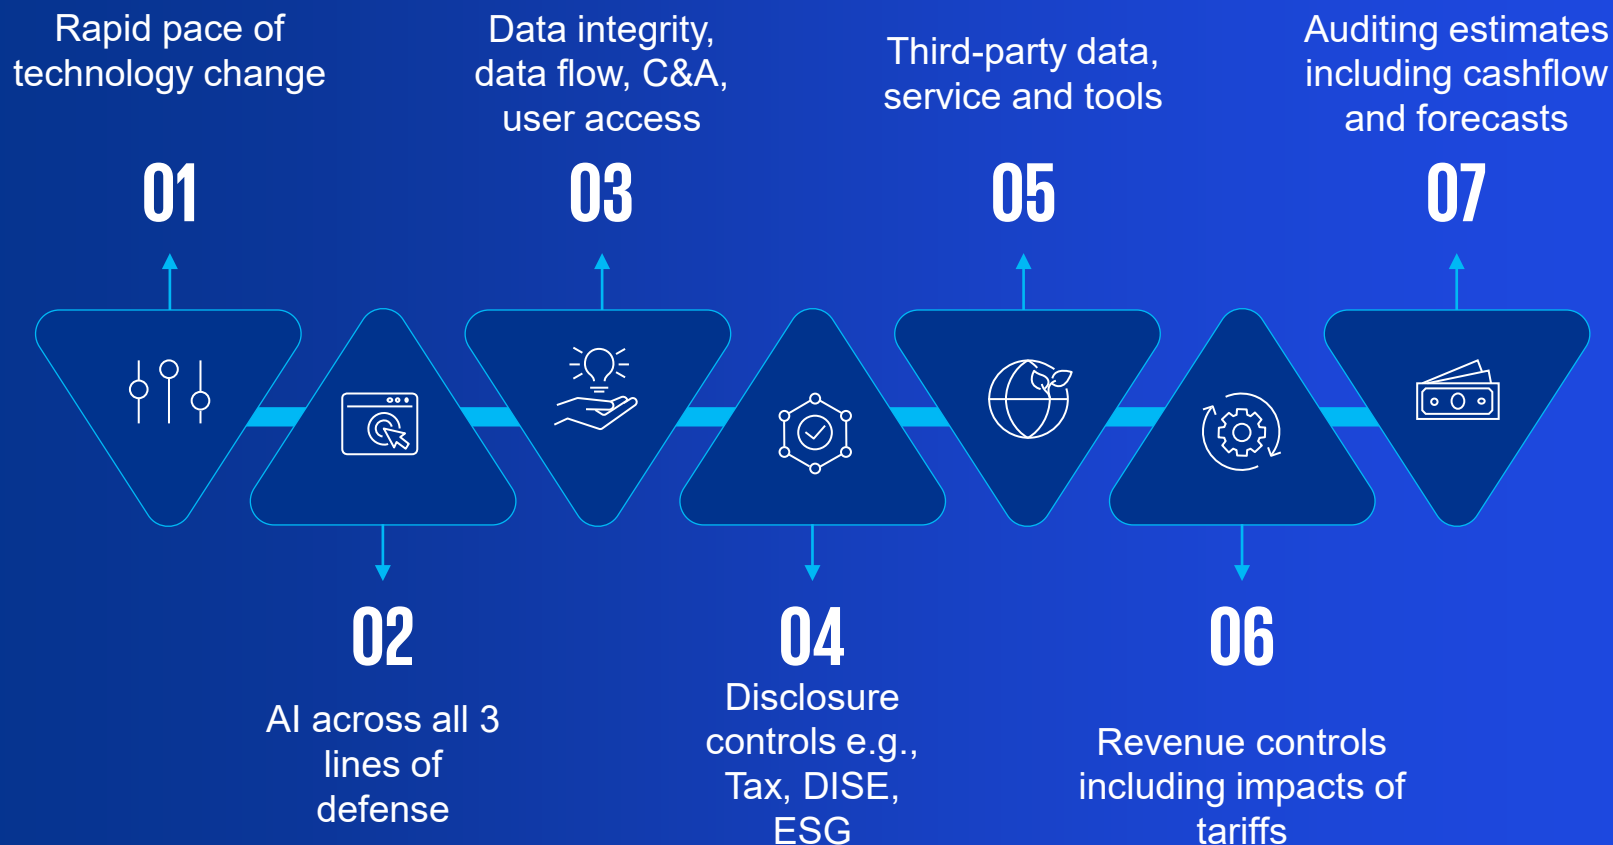 Rapid pace of
technology change
01
02
AI across all 3
lines of
defense
Data integrity,
data flow, C&A,
user access
03
04
Disclosure
controls e.g.,
Tax, DISE,
ESG
Third-party data,
service and tools
05
06
Revenue controls
including impacts of
tariffs
Auditing estimates
including cashflow
and forecasts
07